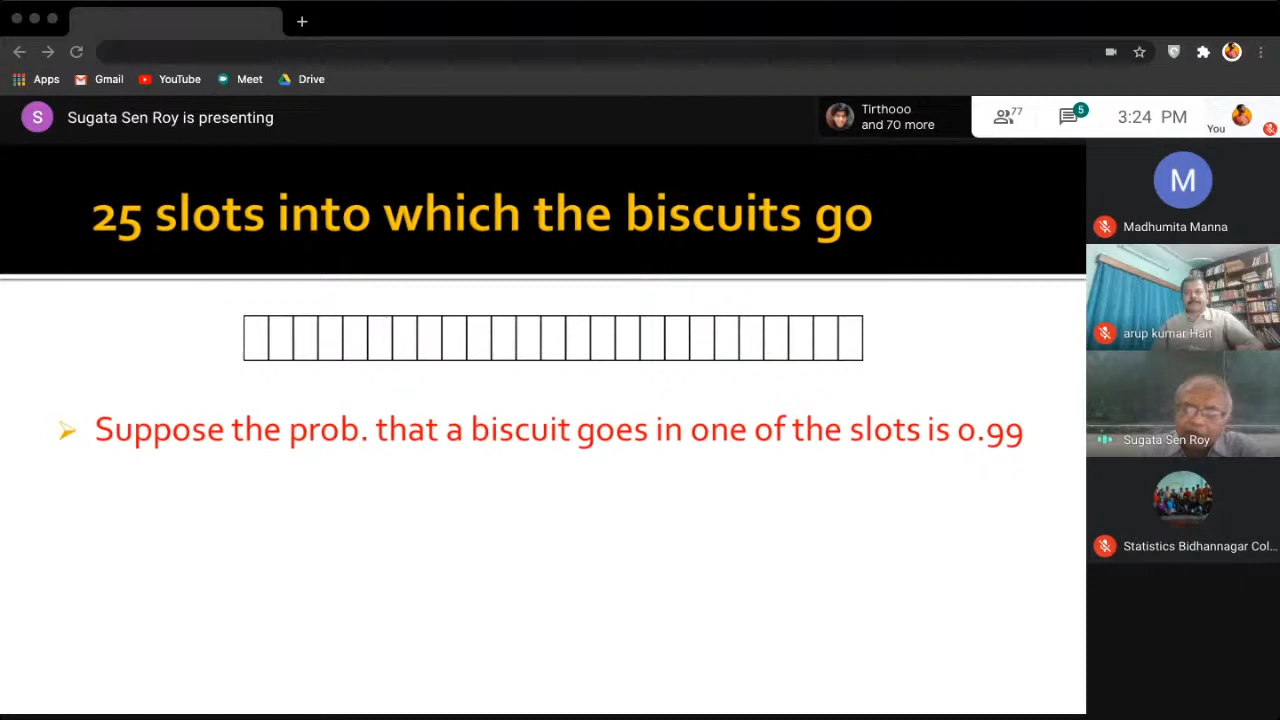 Apps Gmail YouTube Meet Drive
S Sugata Sen Roy is presenting
Tirthooo
and 70 more
77
5
3:24 PM
You
25 slots into which the biscuits go
Suppose the prob. that a biscuit goes in one of the slots is 0.99
M
Madhumita Manna
arup kumar Hait
Sugata Sen Roy
Statistics Bidhannagar Col...